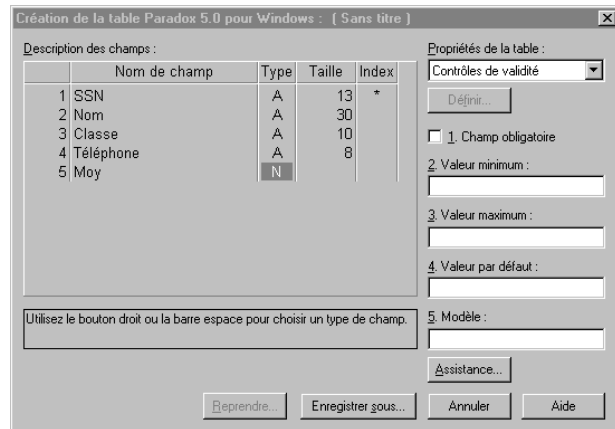 Création de la table Paradox 5.0 pour Windows : ( Sans titre )
Description des champs :
Nom de champ Type Taille Index
1 SSN A 13 *
2 Nom A 30
3 Classe A 10
4 Téléphone A 8
5 Moy N
Utilisez le bouton droit ou la barre espace pour choisir un type de champ.
Propriétés de la table :
Contrôles de validité
Définir...
1. Champ obligatoire
2. Valeur minimum :
3. Valeur maximum :
4. Valeur par défaut :
5. Modèle :
Assistance...
Reprendre... Enregistrer sous... Annuler Aide